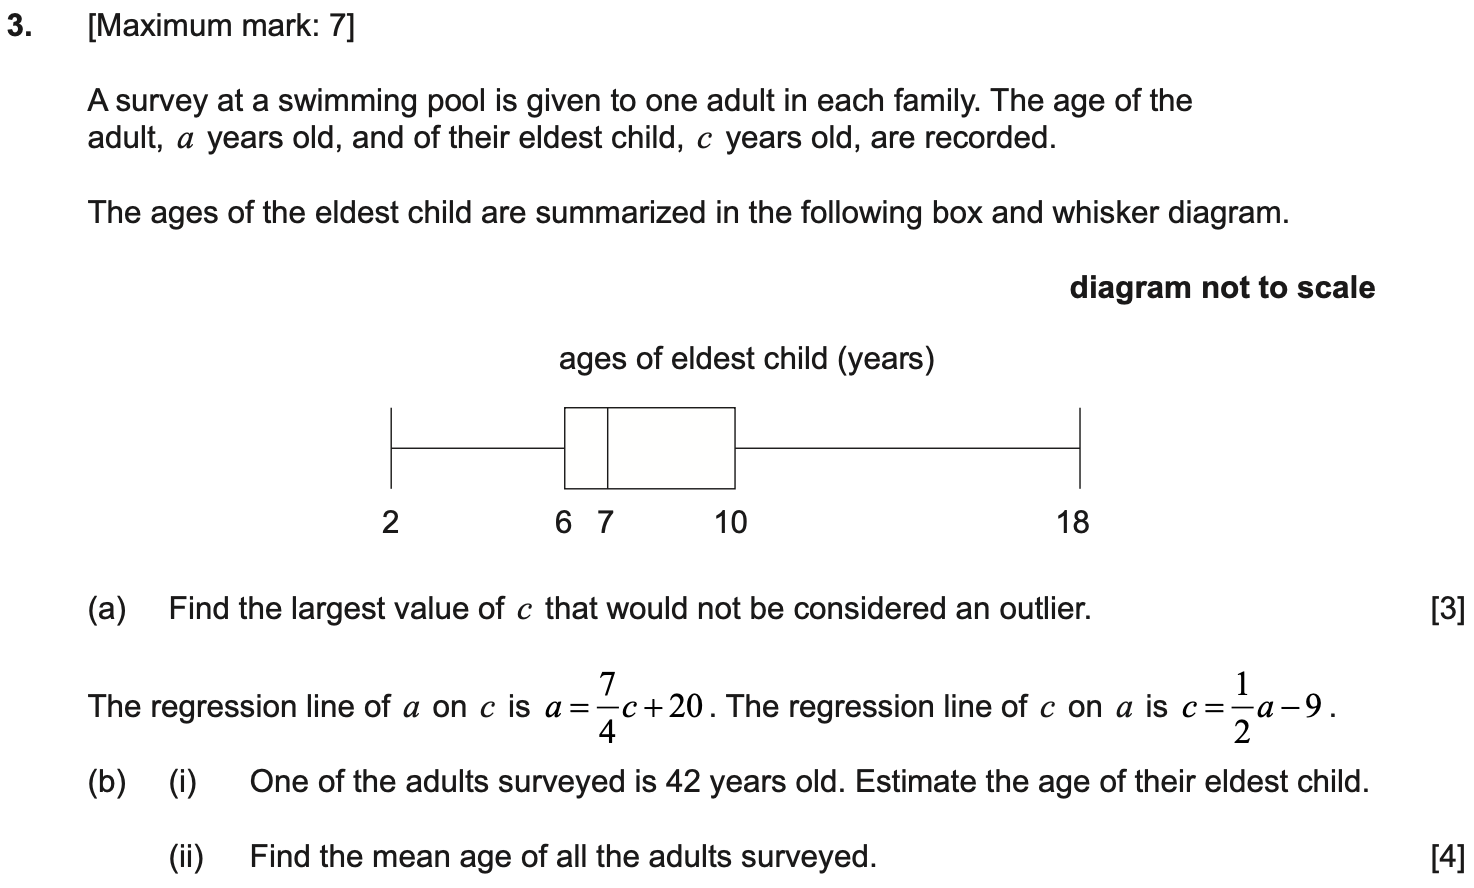 3. [Maximum mark: 7]
A survey at a swimming pool is given to one adult in each family. The age of the
adult, a years old, and of their eldest child, c years old, are recorded.
The ages of the eldest child are summarized in the following box and whisker diagram.
diagram not to scale
ages of eldest child (years)
2 6 7 10 18
(a) Find the largest value of c that would not be considered an outlier. [3]
The regression line of a on c is a = 7/4 c + 20. The regression line of c on a is c = 1/2 a − 9.
(b) (i) One of the adults surveyed is 42 years old. Estimate the age of their eldest child.
(ii) Find the mean age of all the adults surveyed. [4]